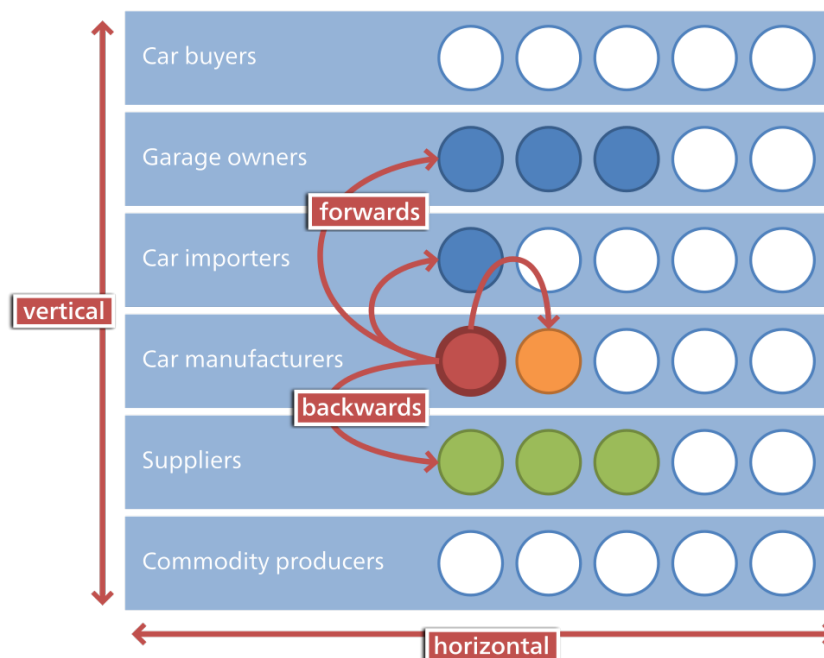 Car buyers
Garage owners
forwards
Car importers
vertical
Car manufacturers
backwards
Suppliers
Commodity producers
horizontal